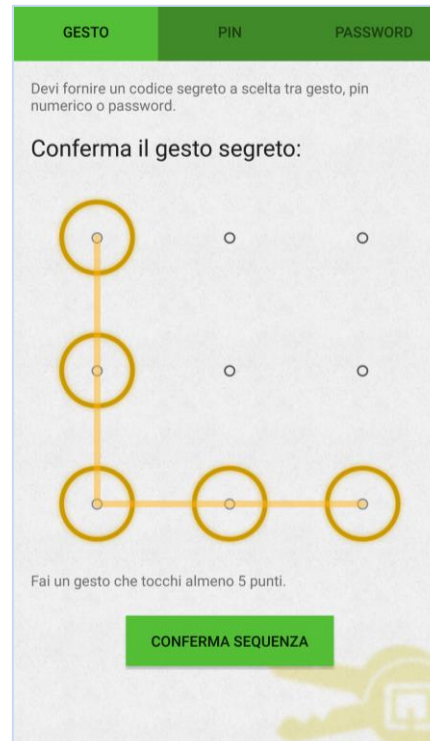 GESTO PIN PASSWORD
Devi fornire un codice segreto a scelta tra gesto, pin
numerico o password.
Conferma il gesto segreto:
Fai un gesto che tocchi almeno 5 punti.
CONFERMA SEQUENZA